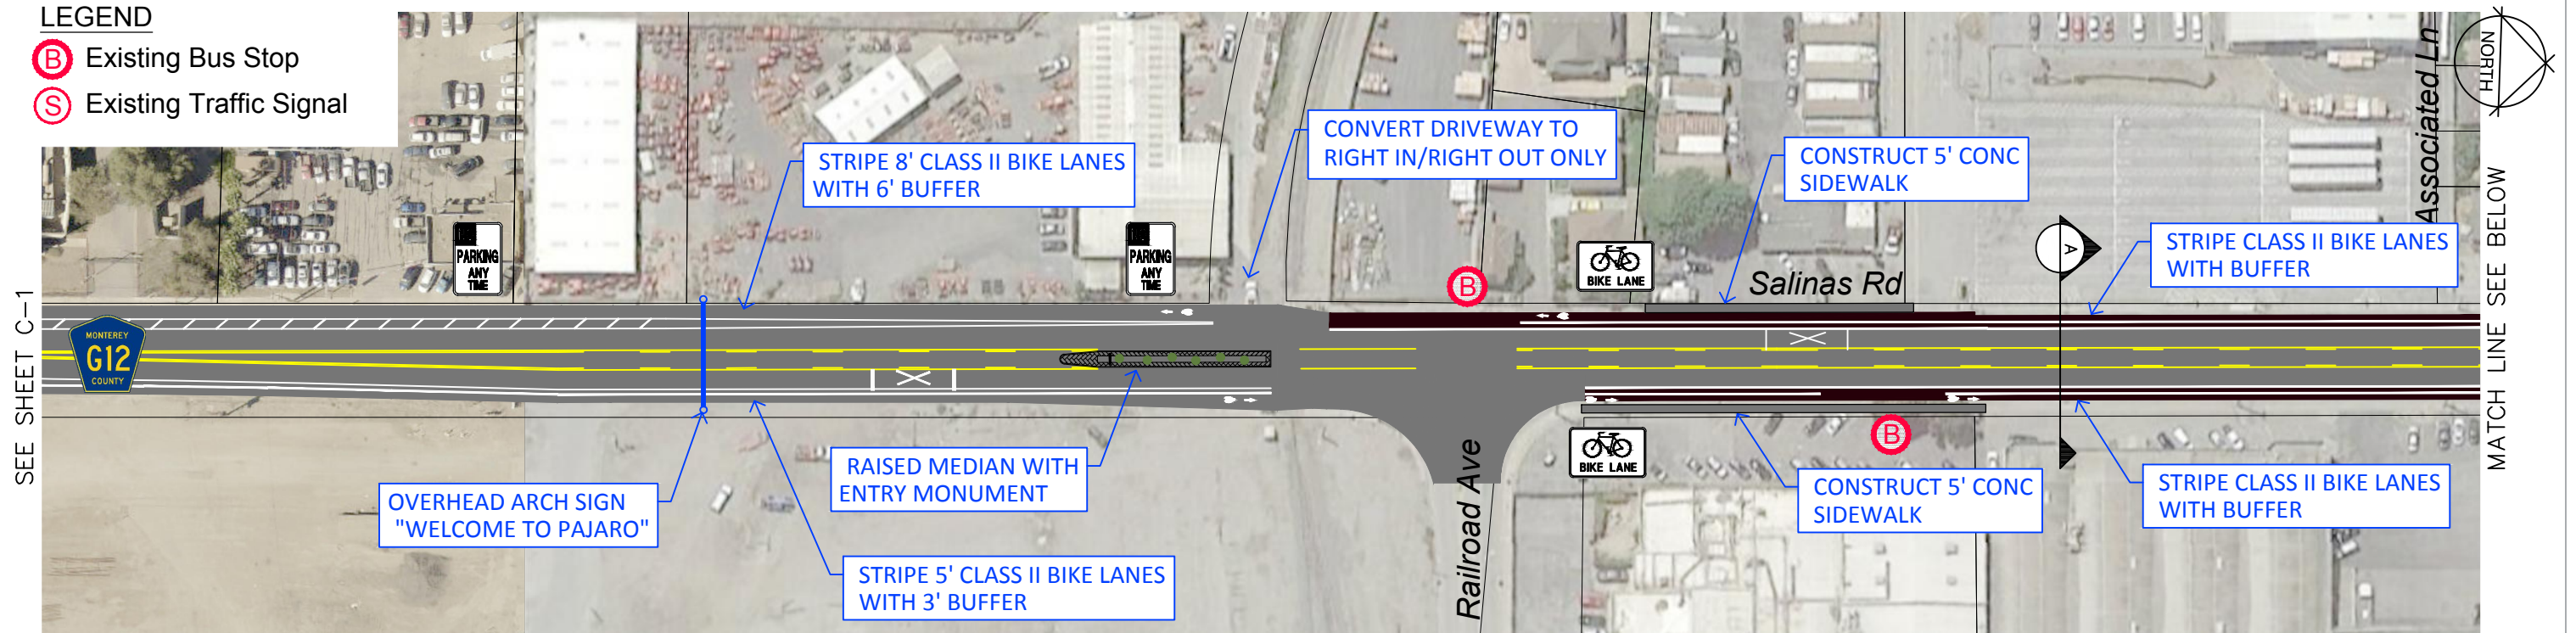 LEGEND
B Existing Bus Stop
S Existing Traffic Signal
SEE SHEET C-1
MONTEREY
G12
COUNTY
PARKING
ANY
TIME
STRIPE 8' CLASS II BIKE LANES
WITH 6' BUFFER
PARKING
ANY
TIME
CONVERT DRIVEWAY TO
RIGHT IN/RIGHT OUT ONLY
B
BIKE LANE
CONSTRUCT 5' CONC
SIDEWALK
Salinas Rd
A
STRIPE CLASS II BIKE LANES
WITH BUFFER
Associated Ln
NORTH
MATCH LINE SEE BELOW
OVERHEAD ARCH SIGN
"WELCOME TO PAJARO"
RAISED MEDIAN WITH
ENTRY MONUMENT
STRIPE 5' CLASS II BIKE LANES
WITH 3' BUFFER
Railroad Ave
BIKE LANE
B
CONSTRUCT 5' CONC
SIDEWALK
STRIPE CLASS II BIKE LANES
WITH BUFFER